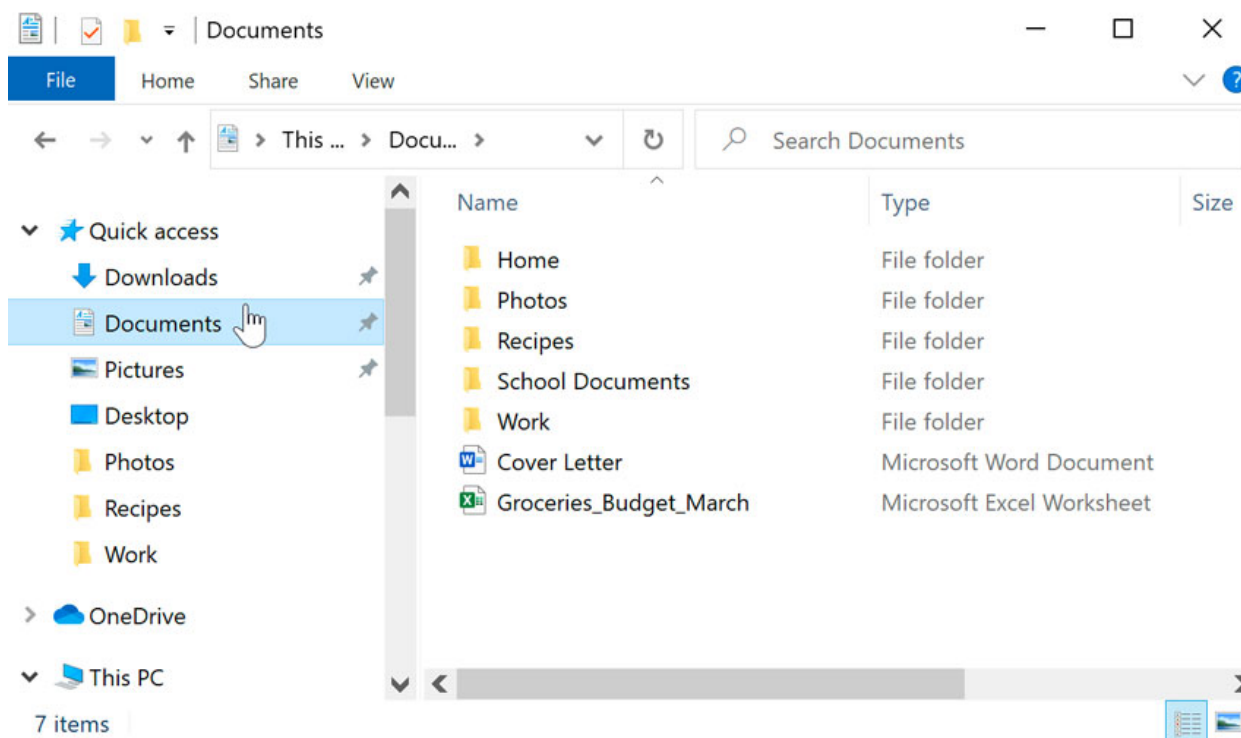 Documents
File Home Share View ?
This ... Docu... Search Documents
Name Type Size
Quick access
Downloads
Documents
Pictures
Desktop
Photos
Recipes
Work
OneDrive
This PC
Home File folder
Photos File folder
Recipes File folder
School Documents File folder
Work File folder
Cover Letter Microsoft Word Document
Groceries_Budget_March Microsoft Excel Worksheet
7 items